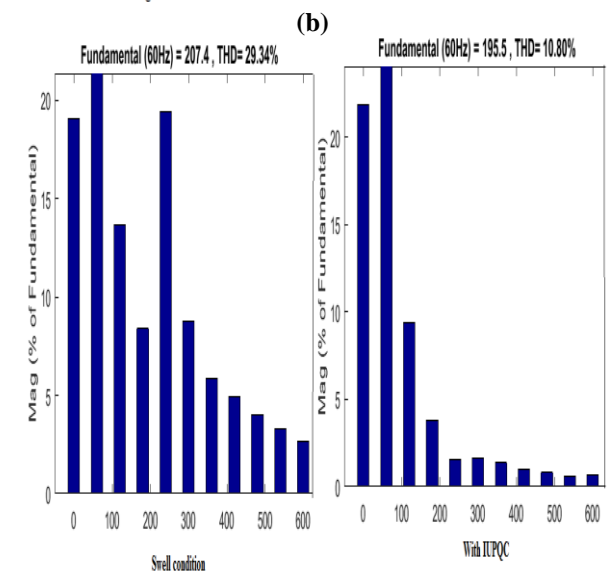 (b)
Fundamental (60Hz) = 207.4 , THD= 29.34%
Mag (% of Fundamental)
20
15
10
5
0
0 100 200 300 400 500 600
Swell condition
Fundamental (60Hz) = 195.5 , THD= 10.80%
Mag (% of Fundamental)
20
15
10
5
0
0 100 200 300 400 500 600
With IUPQC